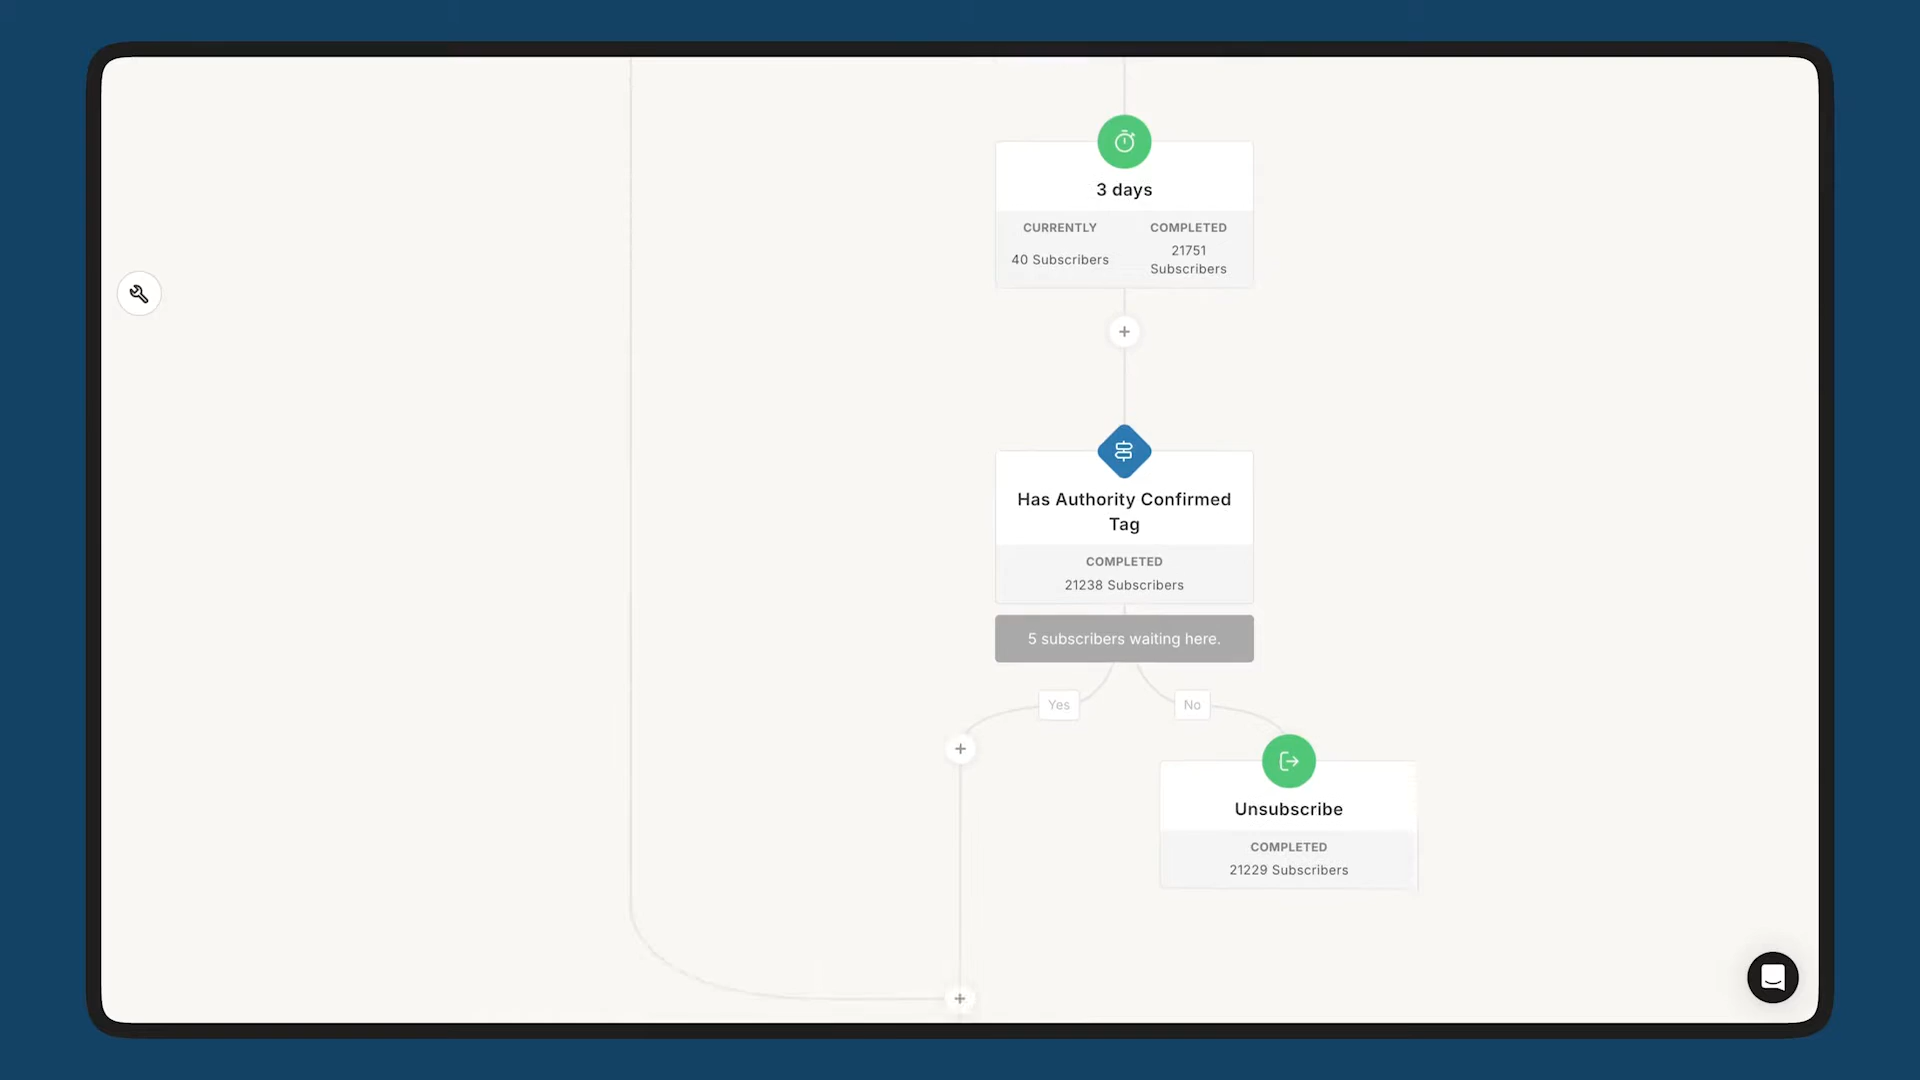 3 days
CURRENTLY
COMPLETED
40 Subscribers
21751
Subscribers
Has Authority Confirmed
Tag
COMPLETED
21238 Subscribers
5 subscribers waiting here.
Yes
No
Unsubscribe
COMPLETED
21229 Subscribers